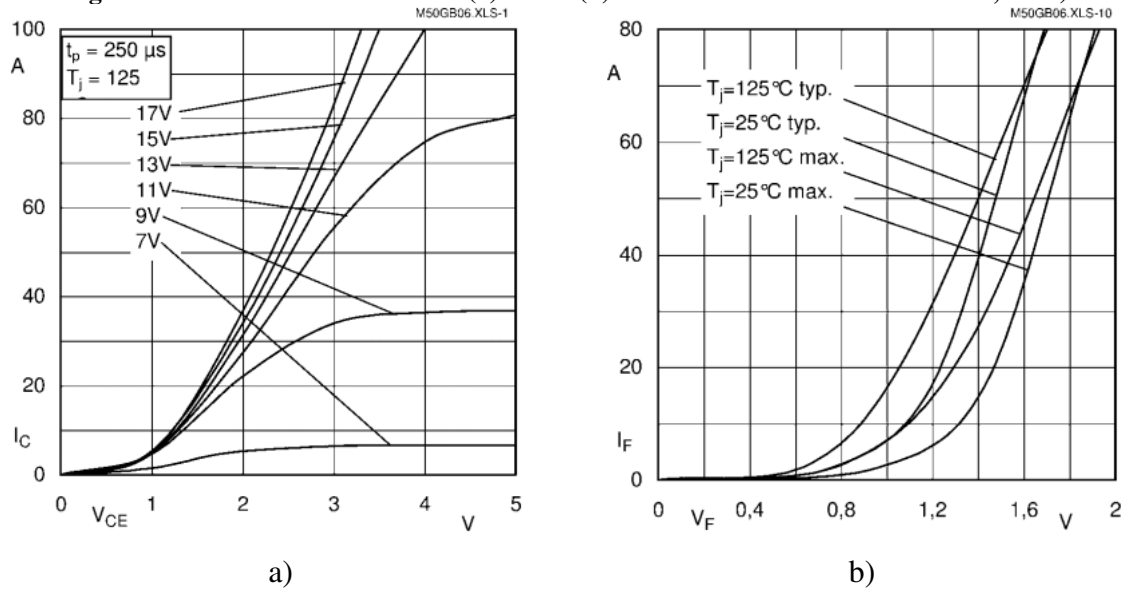 M50GB06.XLS-1
100
A
80
60
40
20
I_C
0
t_p = 250 µs
T_j = 125
17V
15V
13V
11V
9V
7V
0 1 2 3 4 5
V_CE V
a)
M50GB06.XLS-10
80
A
60
40
20
I_F
0
T_j=125°C typ.
T_j=25°C typ.
T_j=125°C max.
T_j=25°C max.
0 V_F 0,4 0,8 1,2 1,6 V 2
b)